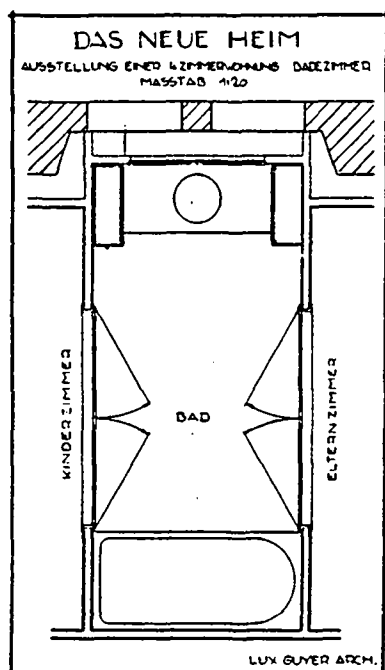 DAS NEUE HEIM
AUSSTELLUNG EINER 4ZIMMERWOHNUNG BADEZIMMER
MASSTAB 1:20
KINDERZIMMER
BAD
ELTERNZIMMER
LUX GUYER ARCH.